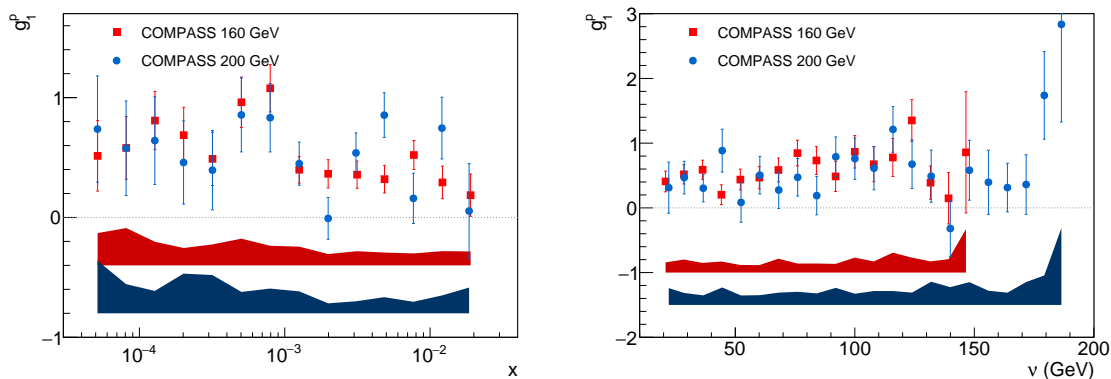 g₁ᵖ
COMPASS 160 GeV
COMPASS 200 GeV
1
0
−1
10⁻⁴
10⁻³
10⁻²
x
g₁ᵖ
COMPASS 160 GeV
COMPASS 200 GeV
3
2
1
0
−1
−2
50
100
150
200
ν (GeV)